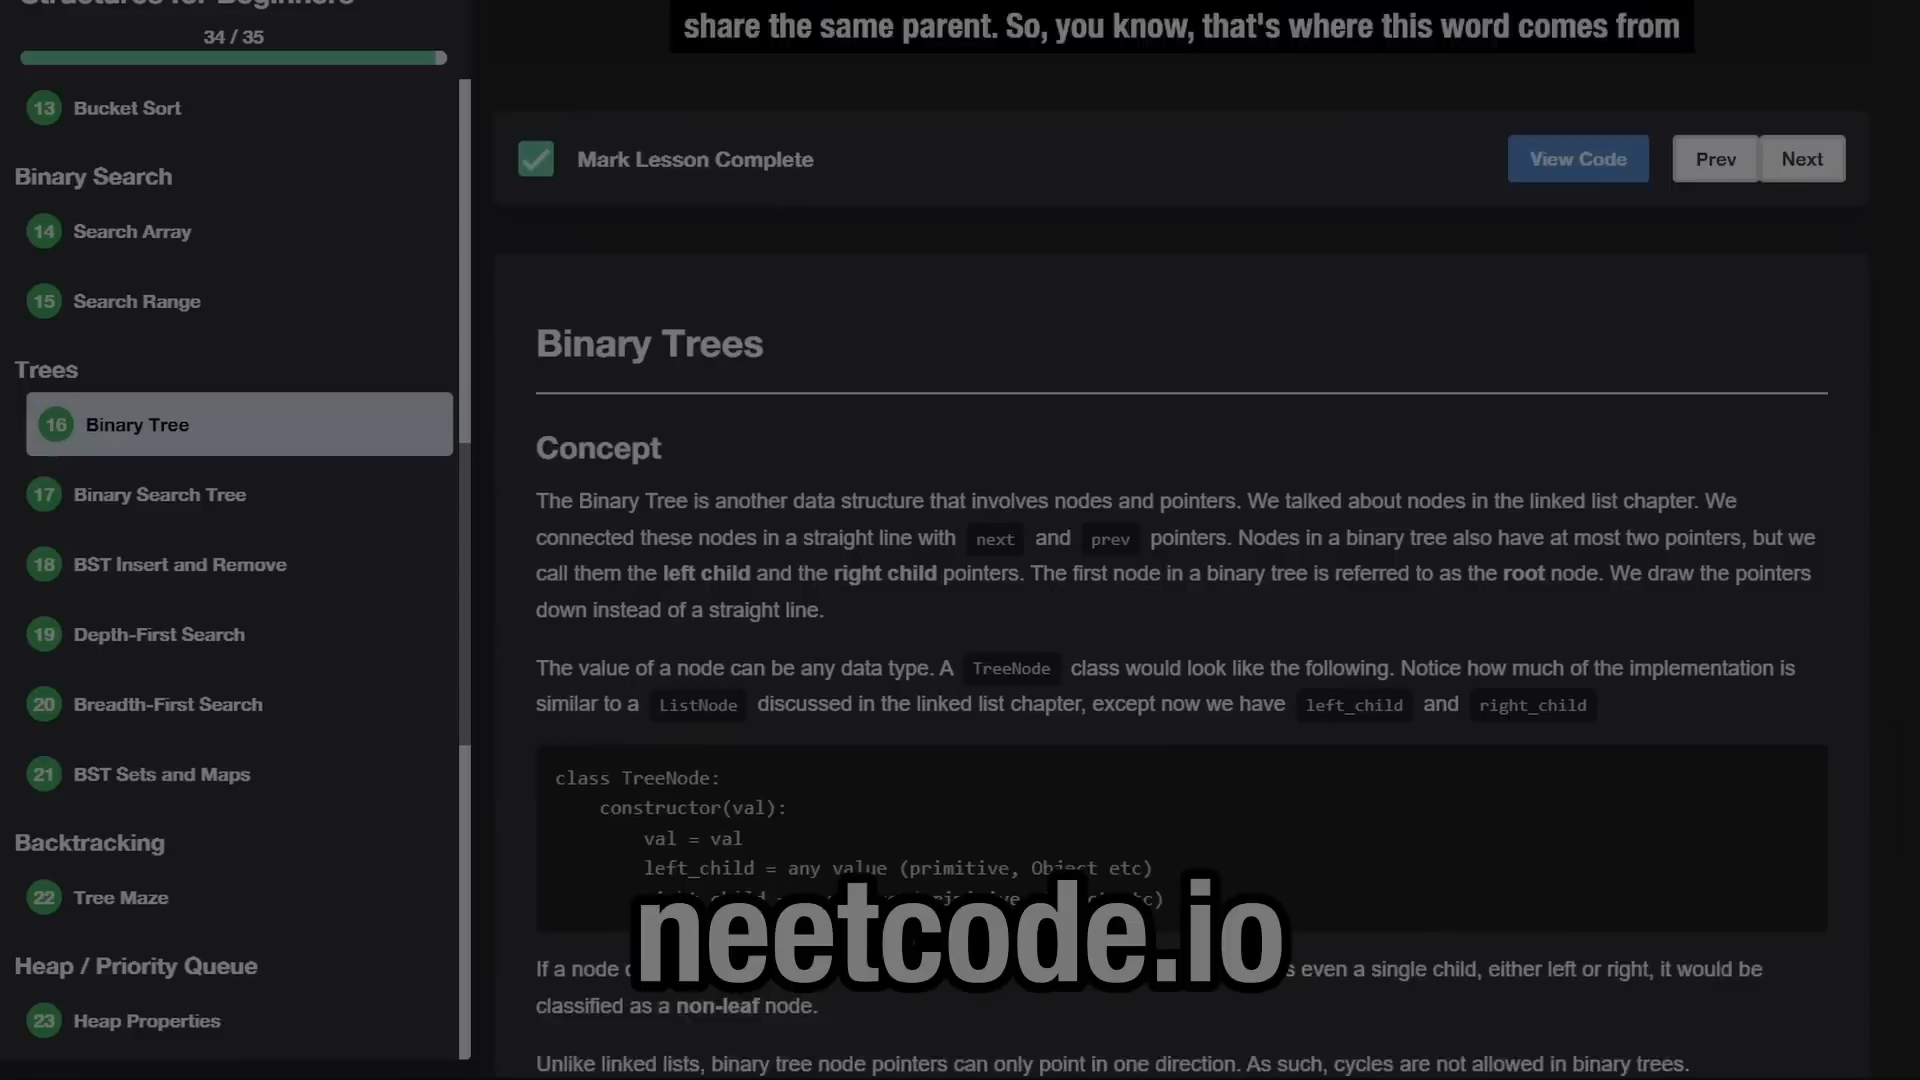 Structures for Beginners
34 / 35
13 Bucket Sort
Binary Search
14 Search Array
15 Search Range
Trees
16 Binary Tree
17 Binary Search Tree
18 BST Insert and Remove
19 Depth-First Search
20 Breadth-First Search
21 BST Sets and Maps
Backtracking
22 Tree Maze
Heap / Priority Queue
23 Heap Properties
share the same parent. So, you know, that's where this word comes from
Mark Lesson Complete
View Code
Prev
Next
Binary Trees
Concept
The Binary Tree is another data structure that involves nodes and pointers. We talked about nodes in the linked list chapter. We
connected these nodes in a straight line with next and prev pointers. Nodes in a binary tree also have at most two pointers, but we
call them the left child and the right child pointers. The first node in a binary tree is referred to as the root node. We draw the pointers
down instead of a straight line.
The value of a node can be any data type. A TreeNode class would look like the following. Notice how much of the implementation is
similar to a ListNode discussed in the linked list chapter, except now we have left_child and right_child
class TreeNode:
constructor(val):
val = val
left_child = any value (primitive, Object etc)
neetcode.io
If a node
even a single child, either left or right, it would be
classified as a non-leaf node.
Unlike linked lists, binary tree node pointers can only point in one direction. As such, cycles are not allowed in binary trees.